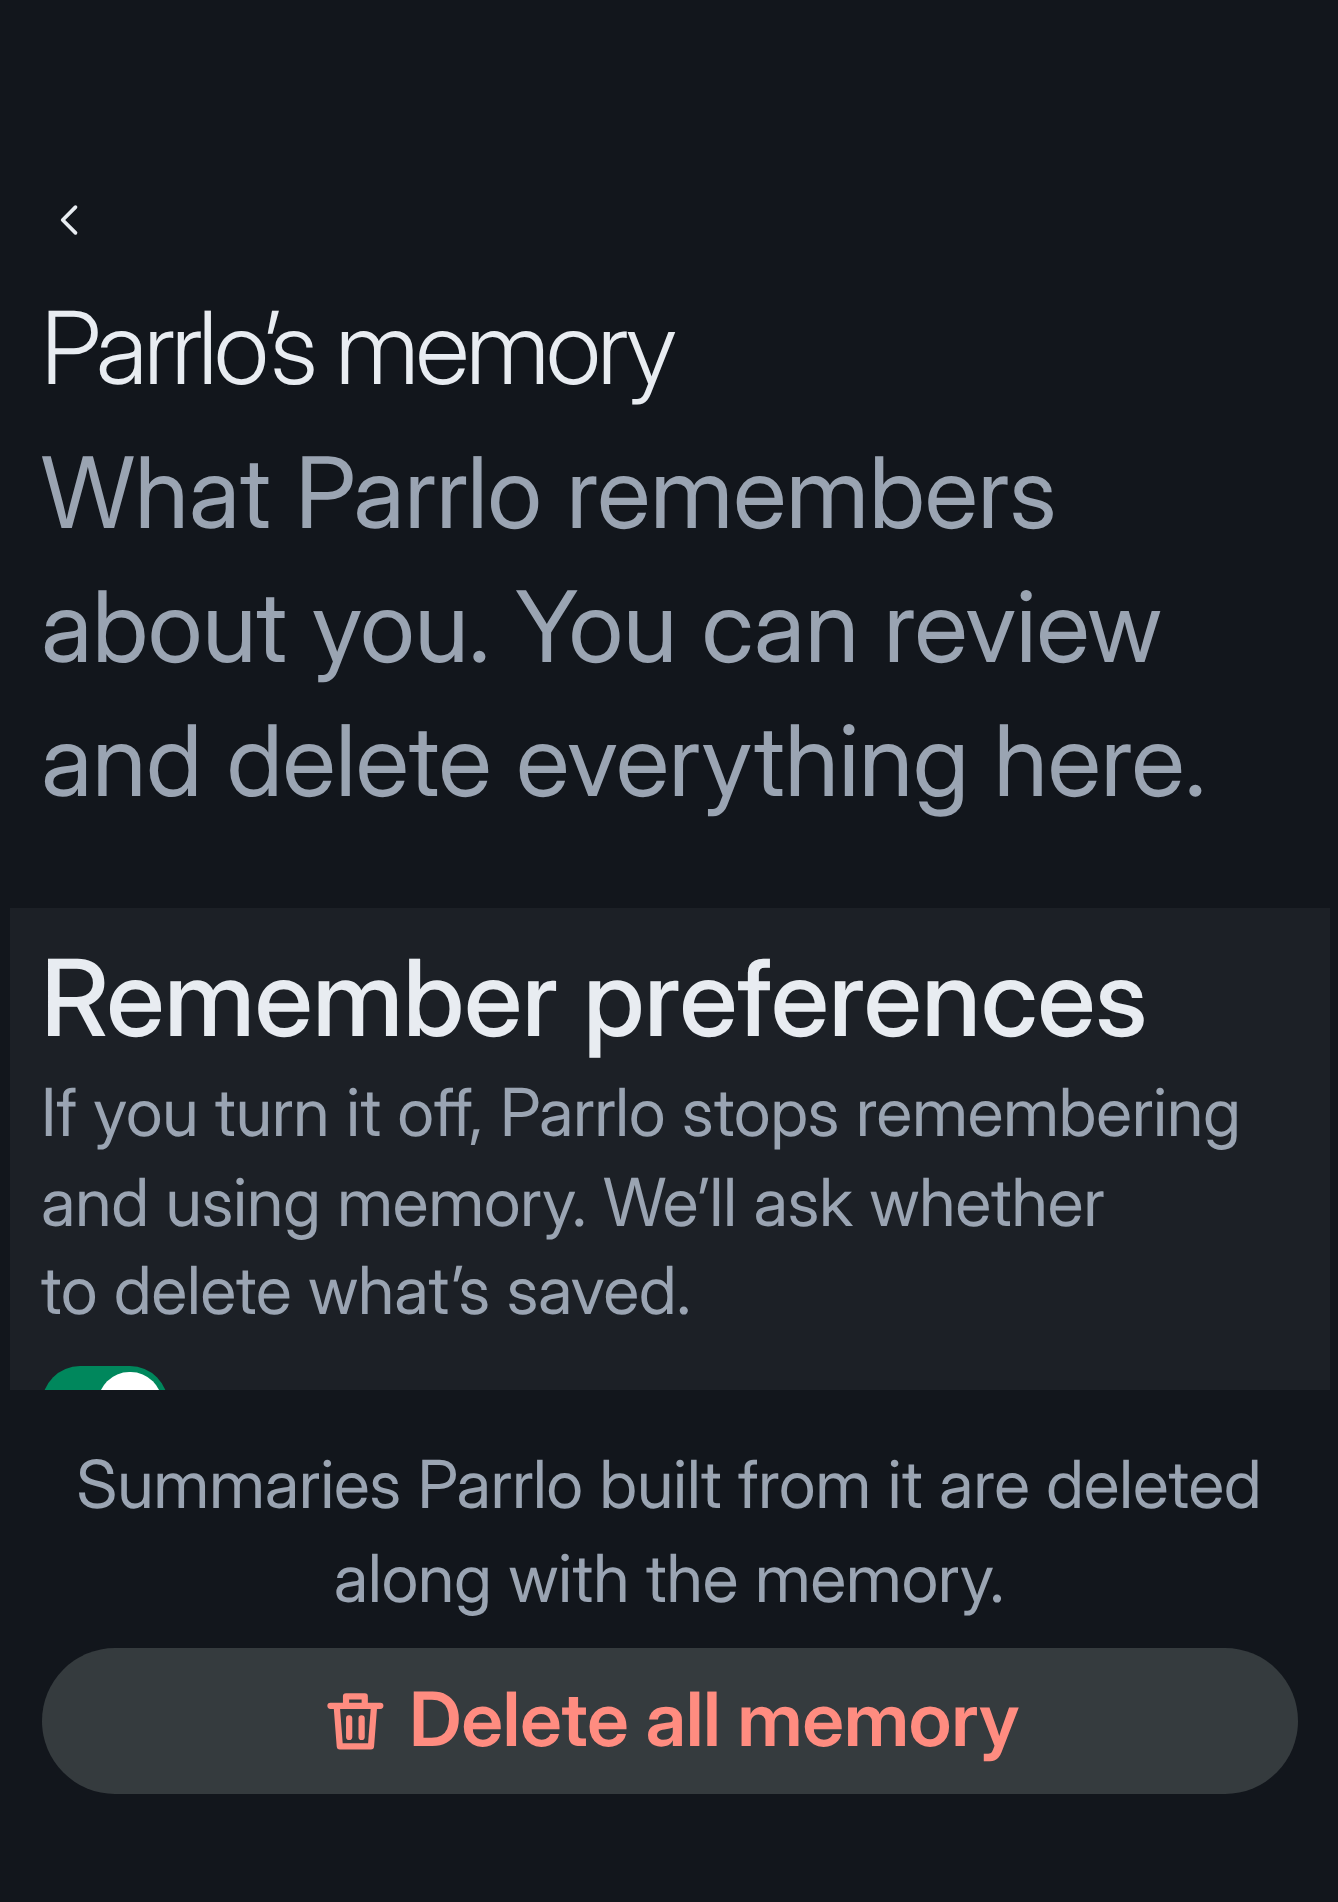 Parrlo’s memory
What Parrlo remembers
about you. You can review
and delete everything here.
Remember preferences
If you turn it off, Parrlo stops remembering
and using memory. We’ll ask whether
to delete what’s saved.
Summaries Parrlo built from it are deleted
along with the memory.
Delete all memory